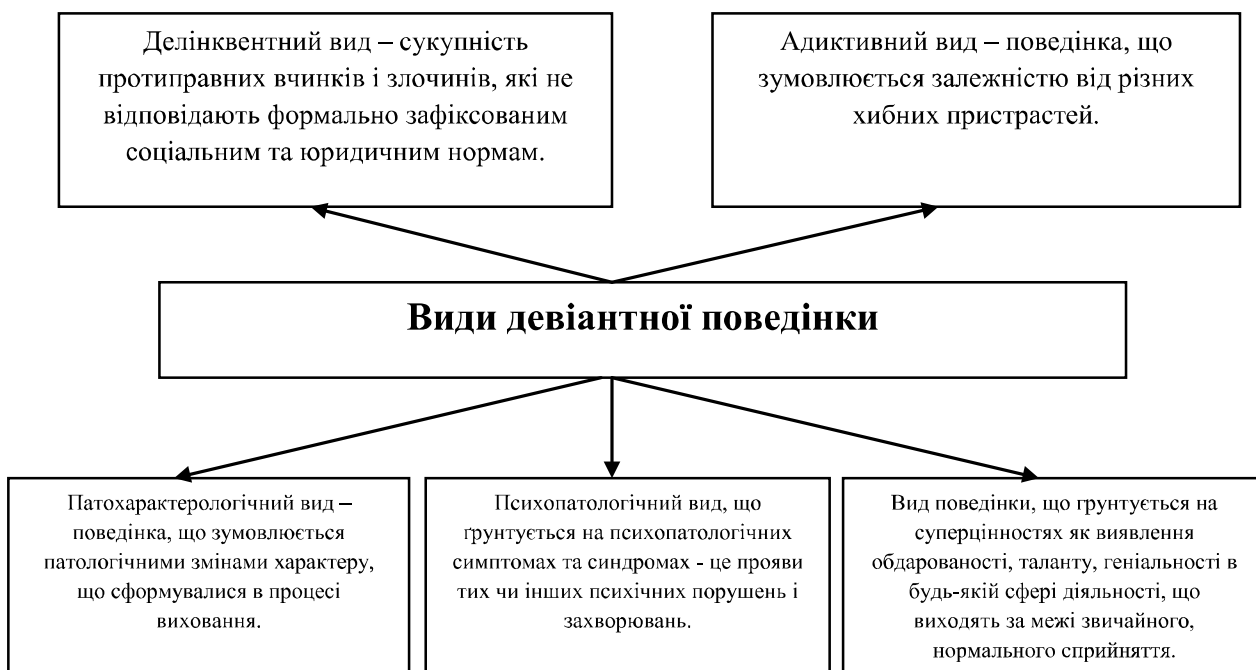 Делінквентний вид – сукупність
протиправних вчинків і злочинів, які не
відповідають формально зафіксованим
соціальним та юридичним нормам.
Адиктивний вид – поведінка, що
зумовлюється залежністю від різних
хибних пристрастей.
Види девіантної поведінки
Патохарактерологічний вид –
поведінка, що зумовлюється
патологічними змінами характеру,
що сформувалися в процесі
виховання.
Психопатологічний вид, що
ґрунтується на психопатологічних
симптомах та синдромах - це прояви
тих чи інших психічних порушень і
захворювань.
Вид поведінки, що ґрунтується на
суперцінностях як виявлення
обдарованості, таланту, геніальності в
будь-якій сфері діяльності, що
виходять за межі звичайного,
нормального сприйняття.